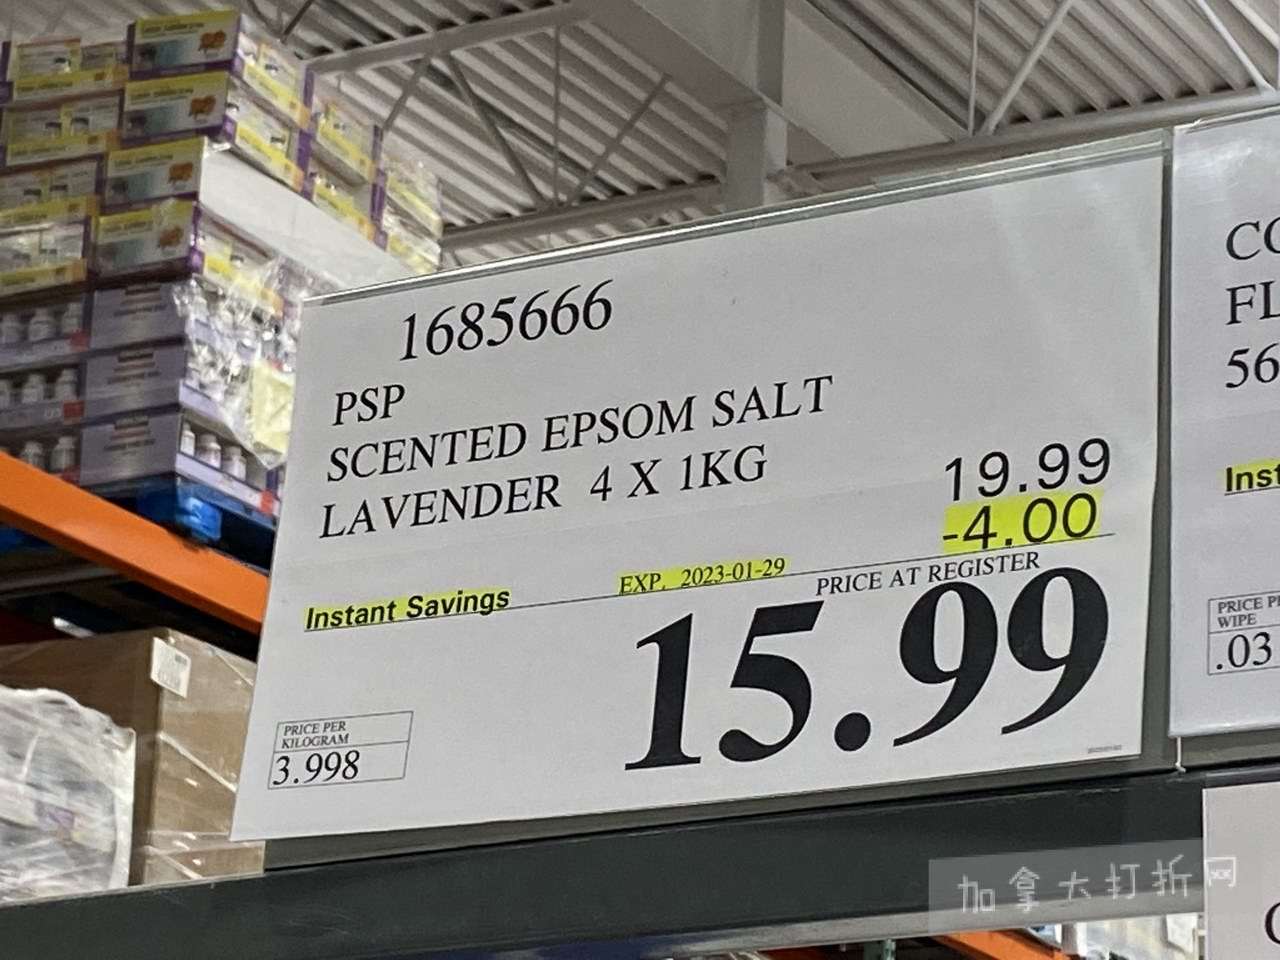 1685666
PSP
SCENTED EPSOM SALT
LAVENDER 4 X 1KG
19.99
-4.00
Instant Savings
EXP. 2023-01-29
PRICE AT REGISTER
15.99
PRICE PER
KILOGRAM
3.998
CO
FL
56
Inst
PRICE P
WIPE
.03
加拿大打折网